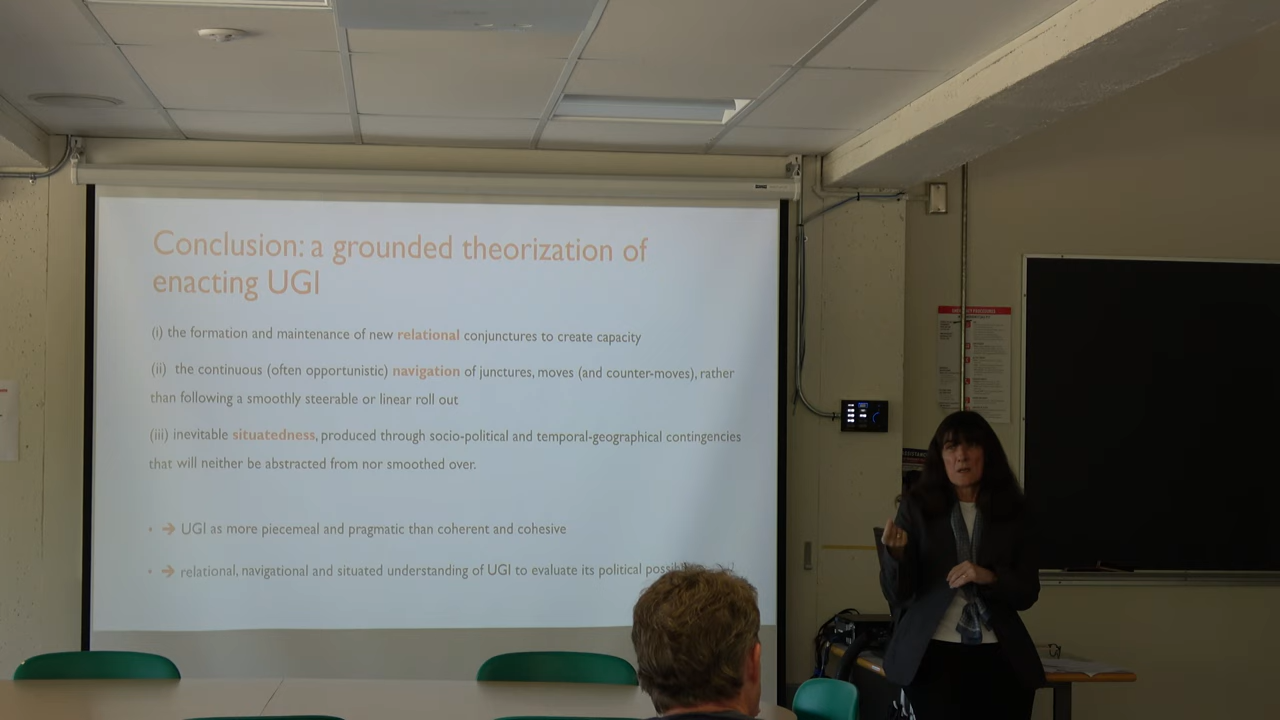 Conclusion: a grounded theorization of
enacting UGI
(i) the formation and maintenance of new relational conjunctures to create capacity
(ii) the continuous (often opportunistic) navigation of junctures, moves (and counter-moves), rather
than following a smoothly steerable or linear roll out
(iii) inevitable situatedness, produced through socio-political and temporal-geographical contingencies
that will neither be abstracted from nor smoothed over.
• → UGI as more piecemeal and pragmatic than coherent and cohesive
• → relational, navigational and situated understanding of UGI to evaluate its political